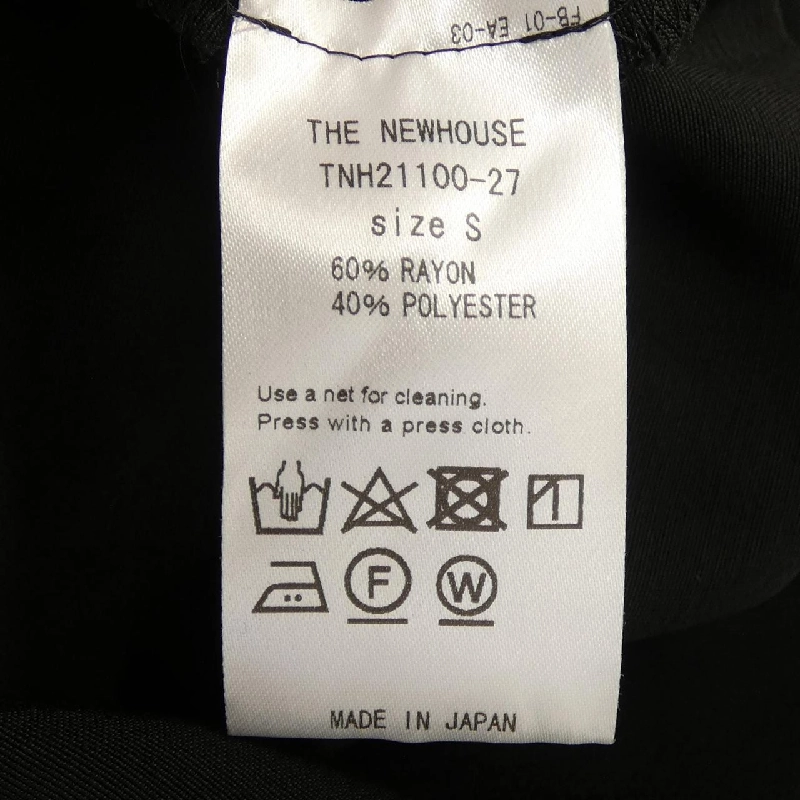 FB-01 EA-03
THE NEWHOUSE
TNH21100-27
size S
60% RAYON
40% POLYESTER
Use a net for cleaning.
Press with a press cloth.
F W
MADE IN JAPAN